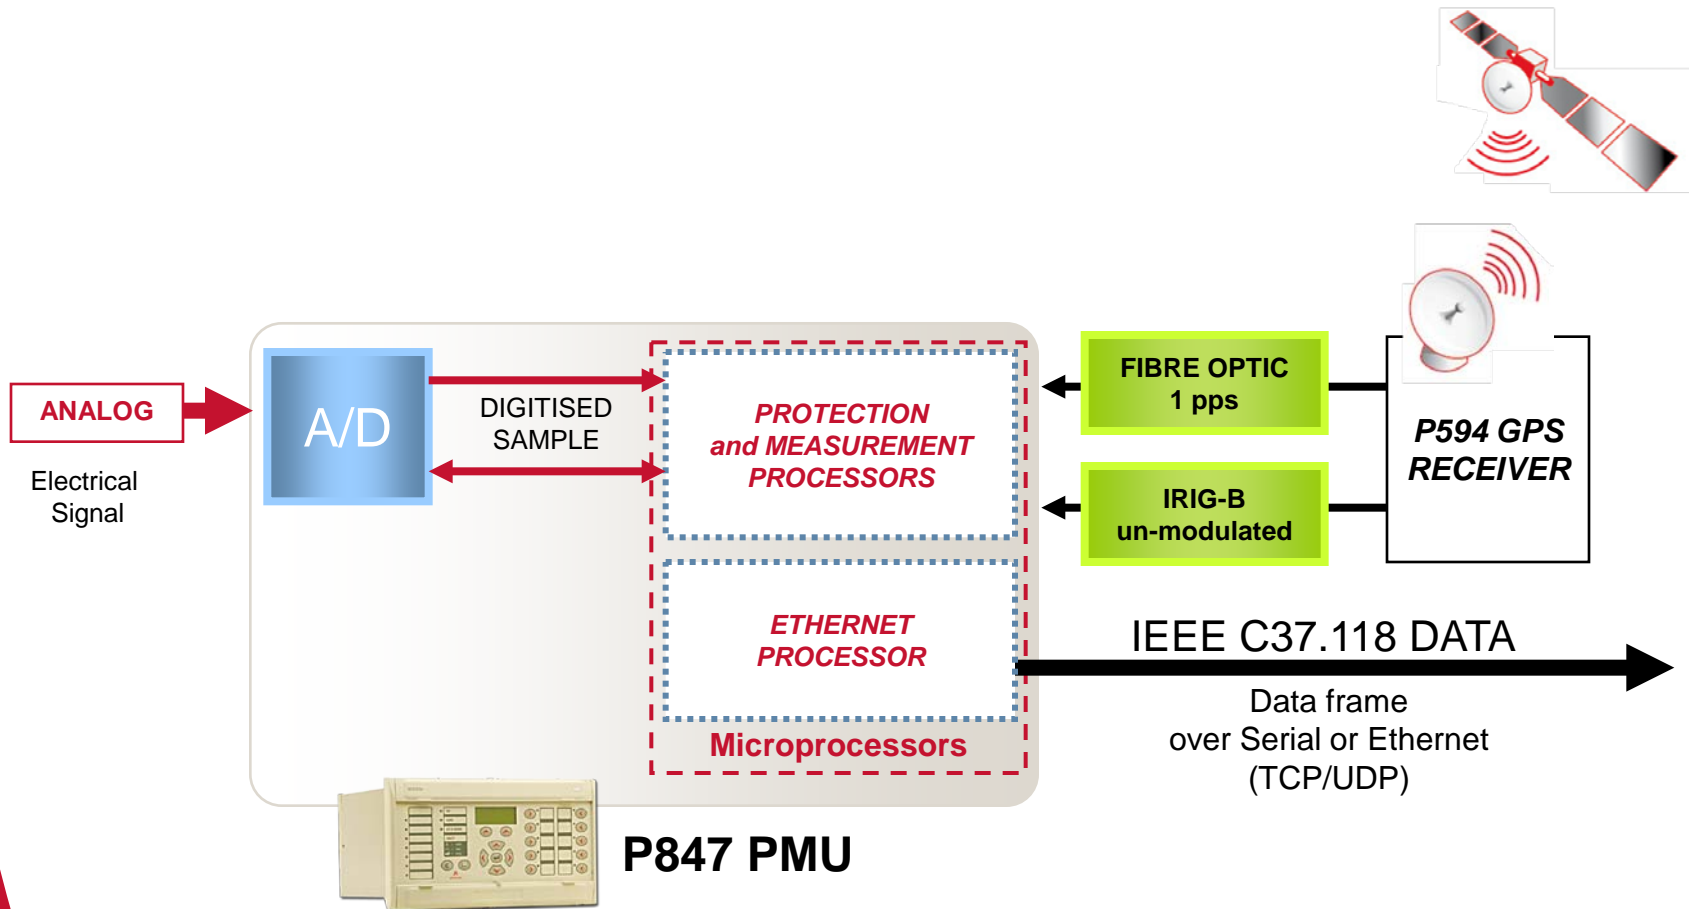 ANALOG
Electrical
Signal
A/D
DIGITISED
SAMPLE
PROTECTION
and MEASUREMENT
PROCESSORS
ETHERNET
PROCESSOR
Microprocessors
FIBRE OPTIC
1 pps
IRIG-B
un-modulated
P594 GPS
RECEIVER
IEEE C37.118 DATA
Data frame
over Serial or Ethernet
(TCP/UDP)
P847 PMU